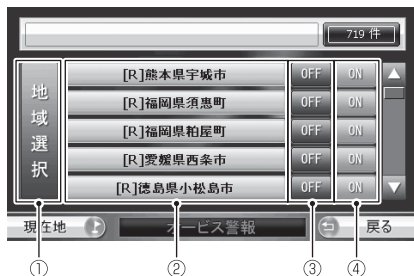 719 件
地域選択
[R]熊本県宇城市 OFF ON
[R]福岡県須恵町 OFF ON
[R]福岡県粕屋町 OFF ON
[R]愛媛県西条市 OFF ON
[R]徳島県小松島市 OFF ON
現在地 オービス警報 戻る
① ② ③ ④